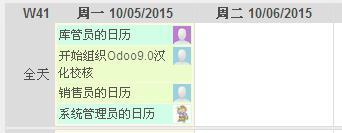 W41 周一 10/05/2015 周二 10/06/2015
全天
库管员的日历
开始组织Odoo9.0汉
化校核
销售员的日历
系统管理员的日历